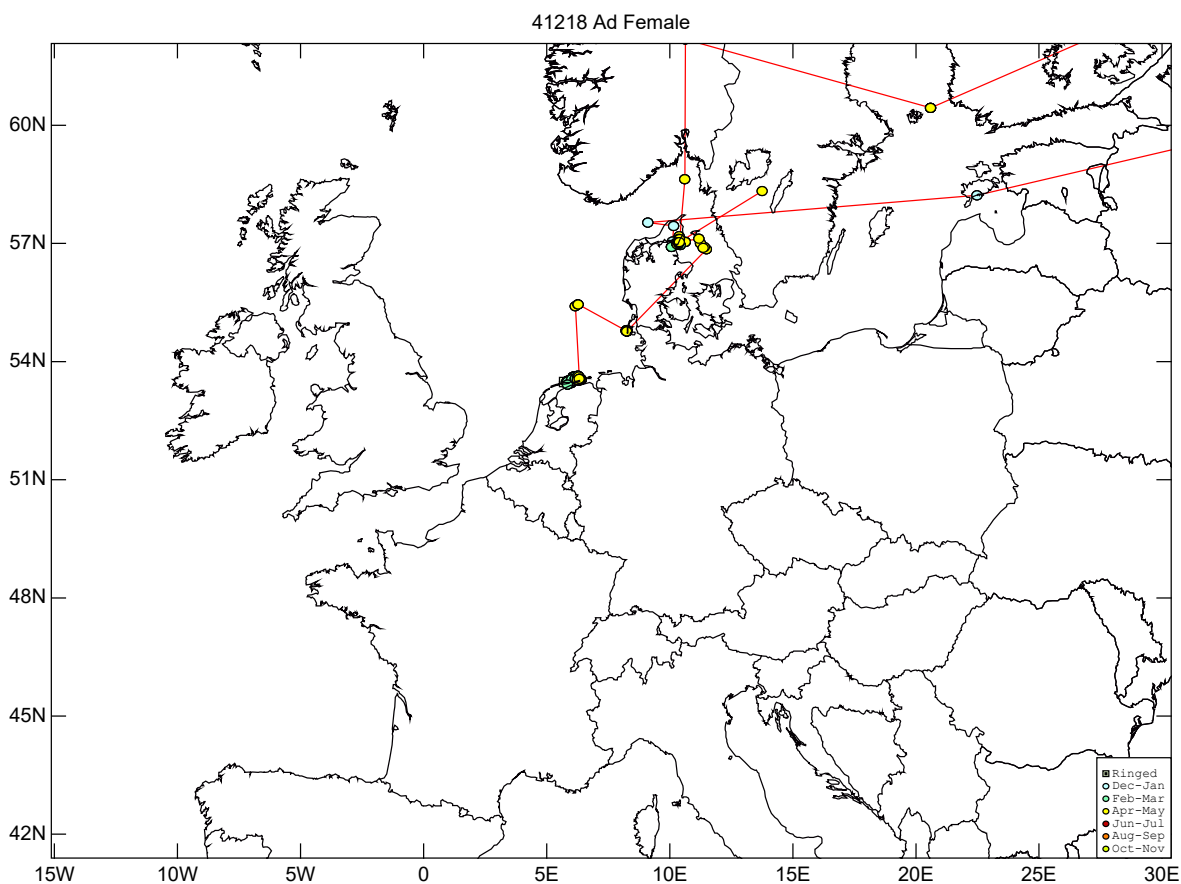 41218 Ad Female
60N
57N
54N
51N
48N
45N
42N
Ringed
Dec-Jan
Feb-Mar
Apr-May
Jun-Jul
Aug-Sep
Oct-Nov
15W 10W 5W 0 5E 10E 15E 20E 25E 30E